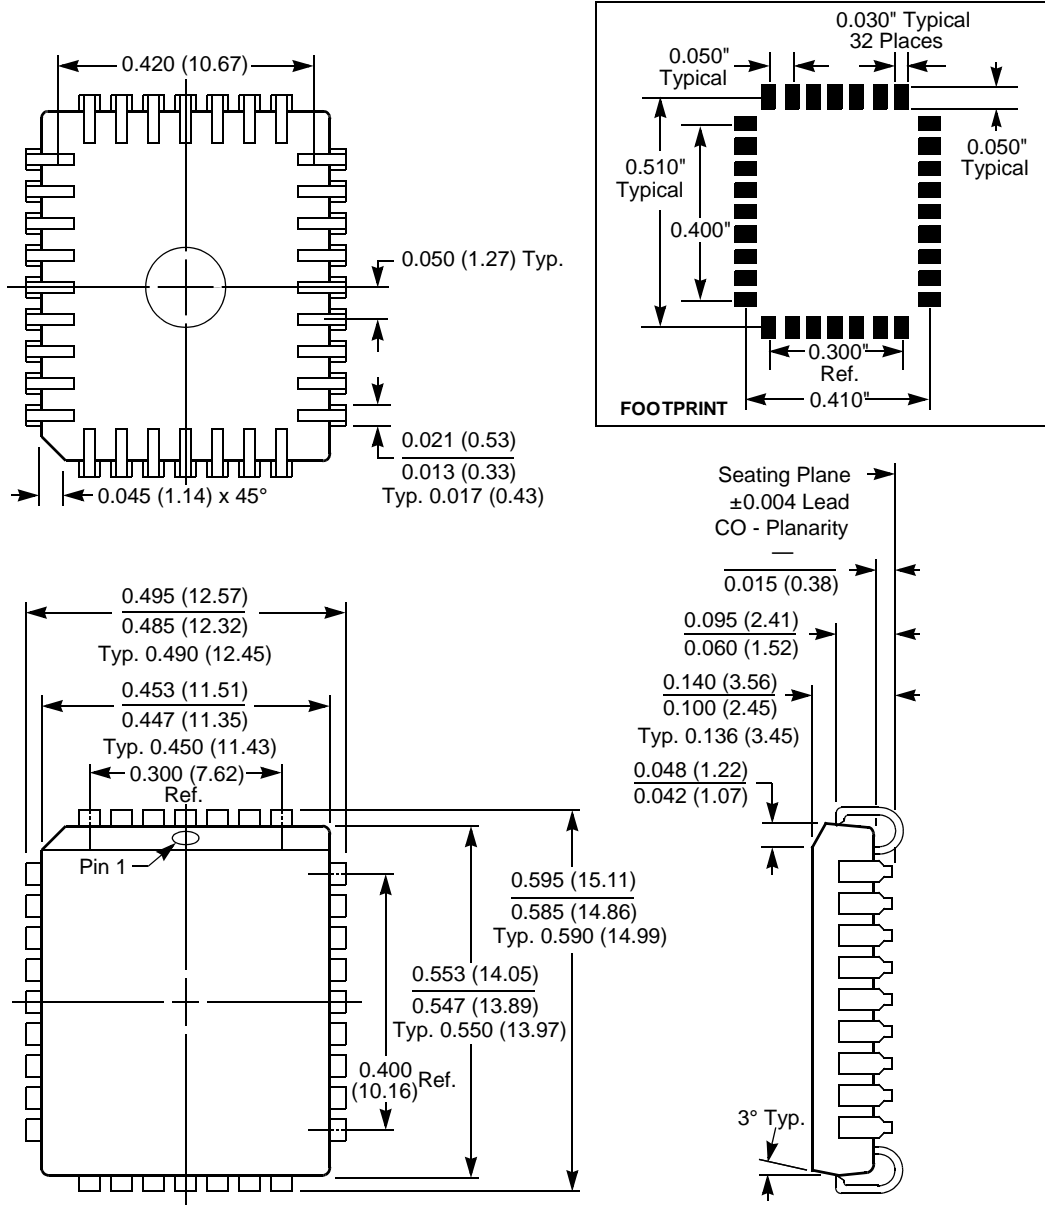 0.420 (10.67)
0.050 (1.27) Typ.
0.021 (0.53)
0.013 (0.33)
Typ. 0.017 (0.43)
0.045 (1.14) x 45°
0.030" Typical
32 Places
0.050"
Typical
0.050"
Typical
0.510"
Typical
0.400"
0.300"
Ref.
0.410"
FOOTPRINT
Seating Plane
±0.004 Lead
CO - Planarity
—
0.015 (0.38)
0.095 (2.41)
0.060 (1.52)
0.140 (3.56)
0.100 (2.45)
Typ. 0.136 (3.45)
0.048 (1.22)
0.042 (1.07)
3° Typ.
0.495 (12.57)
0.485 (12.32)
Typ. 0.490 (12.45)
0.453 (11.51)
0.447 (11.35)
Typ. 0.450 (11.43)
0.300 (7.62)
Ref.
Pin 1
0.595 (15.11)
0.585 (14.86)
Typ. 0.590 (14.99)
0.553 (14.05)
0.547 (13.89)
Typ. 0.550 (13.97)
0.400
(10.16) Ref.